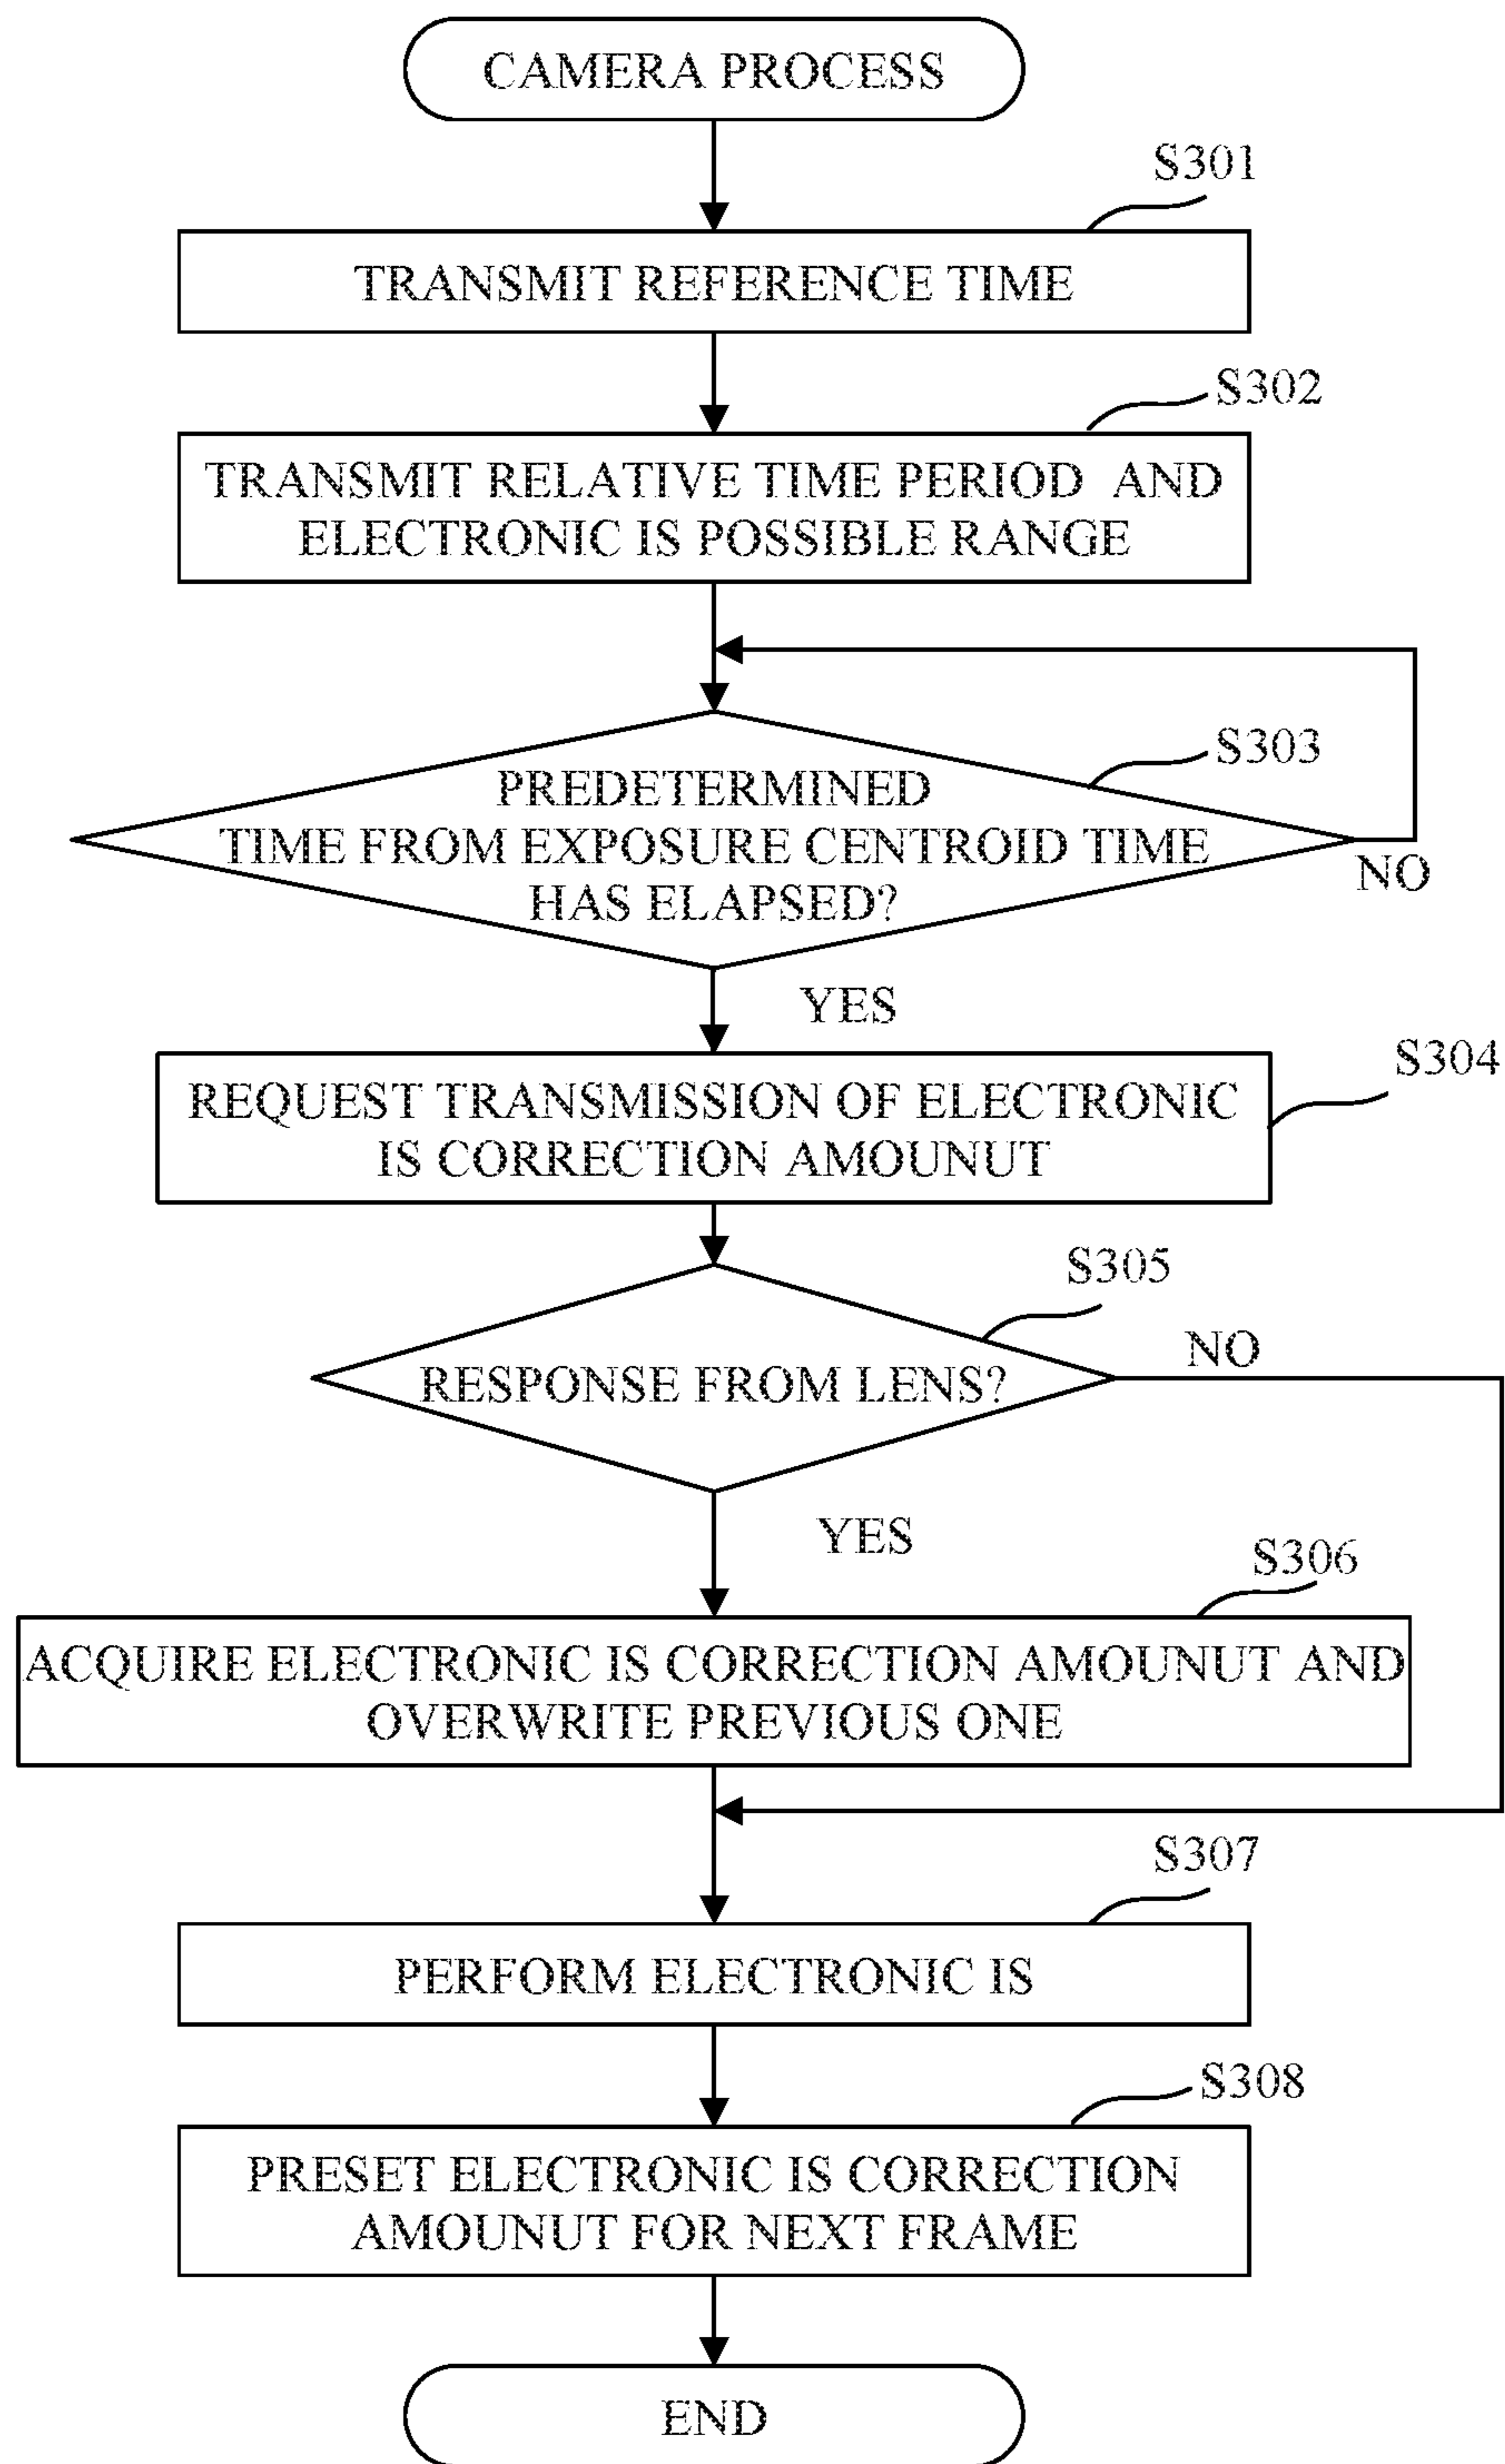 CAMERA PROCESS
S301
TRANSMIT REFERENCE TIME
S302
TRANSMIT RELATIVE TIME PERIOD AND
ELECTRONIC IS POSSIBLE RANGE
S303
PREDETERMINED
TIME FROM EXPOSURE CENTROID TIME
HAS ELAPSED?
NO
YES
S304
REQUEST TRANSMISSION OF ELECTRONIC
IS CORRECTION AMOUNUT
S305
NO
RESPONSE FROM LENS?
YES
S306
ACQUIRE ELECTRONIC IS CORRECTION AMOUNUT AND
OVERWRITE PREVIOUS ONE
S307
PERFORM ELECTRONIC IS
S308
PRESET ELECTRONIC IS CORRECTION
AMOUNUT FOR NEXT FRAME
END